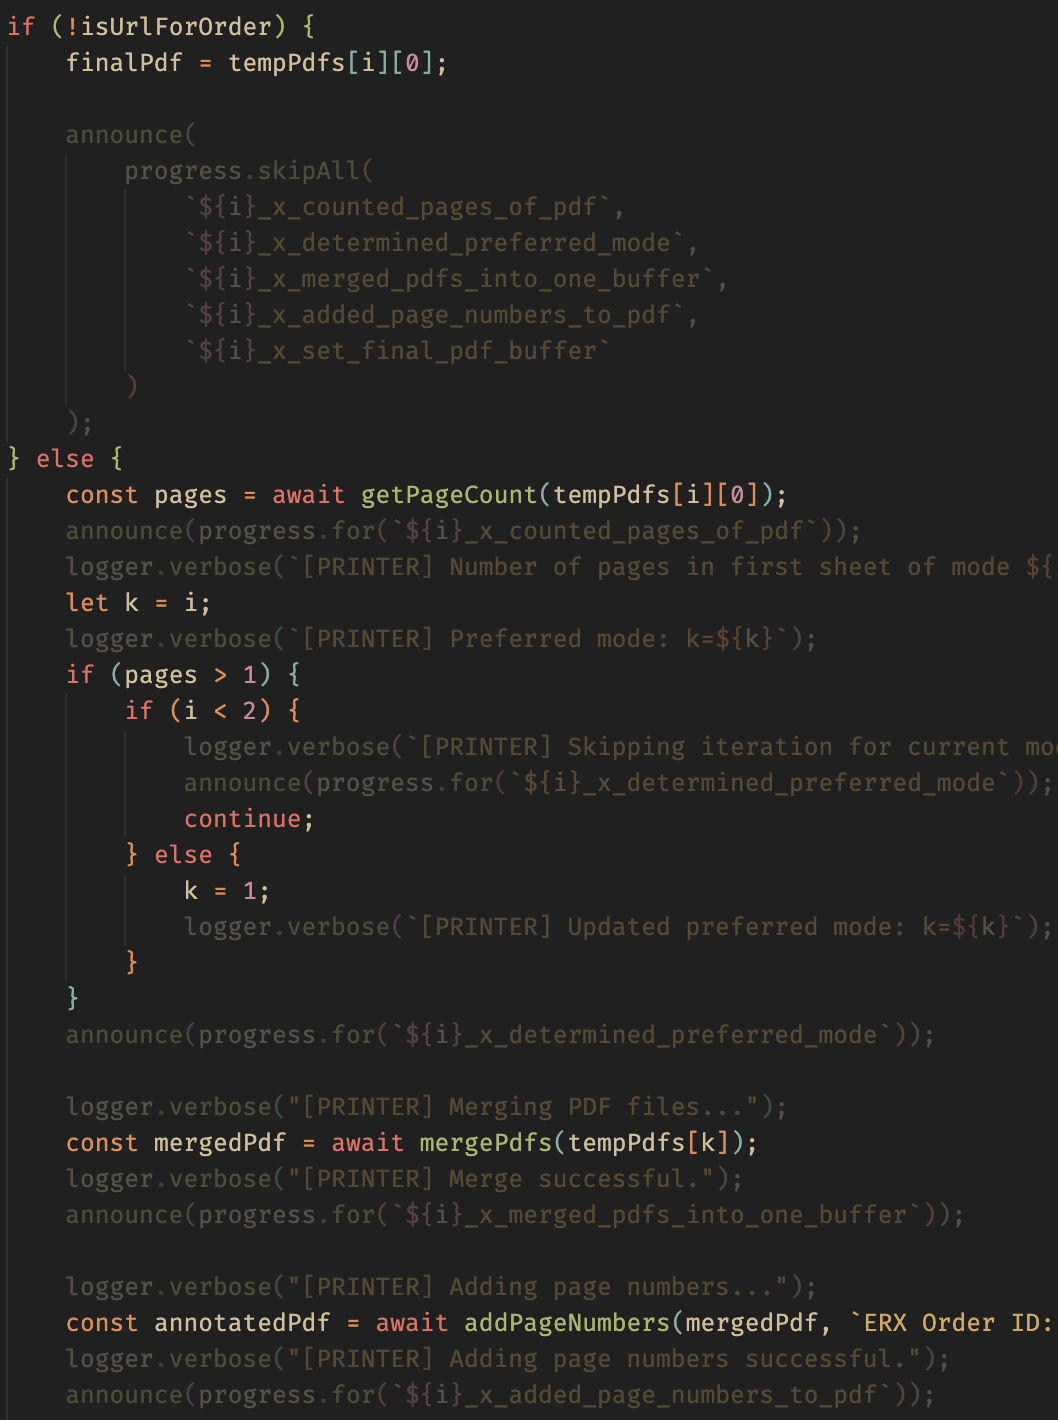 if (!isUrlForOrder) {
    finalPdf = tempPdfs[i][0];

    announce(
        progress.skipAll(
            `${i}_x_counted_pages_of_pdf`,
            `${i}_x_determined_preferred_mode`,
            `${i}_x_merged_pdfs_into_one_buffer`,
            `${i}_x_added_page_numbers_to_pdf`,
            `${i}_x_set_final_pdf_buffer`
        )
    );
} else {
    const pages = await getPageCount(tempPdfs[i][0]);
    announce(progress.for(`${i}_x_counted_pages_of_pdf`));
    logger.verbose(`[PRINTER] Number of pages in first sheet of mode ${
    let k = i;
    logger.verbose(`[PRINTER] Preferred mode: k=${k}`);
    if (pages > 1) {
        if (i < 2) {
            logger.verbose(`[PRINTER] Skipping iteration for current mo
            announce(progress.for(`${i}_x_determined_preferred_mode`));
            continue;
        } else {
            k = 1;
            logger.verbose(`[PRINTER] Updated preferred mode: k=${k}`);
        }
    }
    announce(progress.for(`${i}_x_determined_preferred_mode`));

    logger.verbose("[PRINTER] Merging PDF files...");
    const mergedPdf = await mergePdfs(tempPdfs[k]);
    logger.verbose("[PRINTER] Merge successful.");
    announce(progress.for(`${i}_x_merged_pdfs_into_one_buffer`));

    logger.verbose("[PRINTER] Adding page numbers...");
    const annotatedPdf = await addPageNumbers(mergedPdf, `ERX Order ID:
    logger.verbose("[PRINTER] Adding page numbers successful.");
    announce(progress.for(`${i}_x_added_page_numbers_to_pdf`));